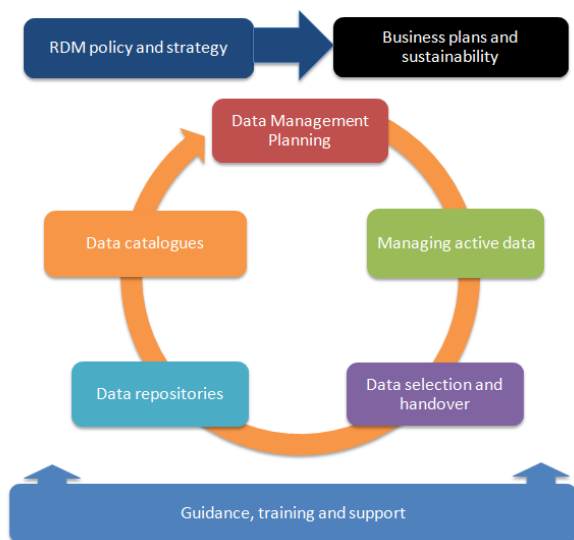 RDM policy and strategy
Business plans and
sustainability
Data Management
Planning
Data catalogues
Managing active data
Data repositories
Data selection and
handover
Guidance, training and support